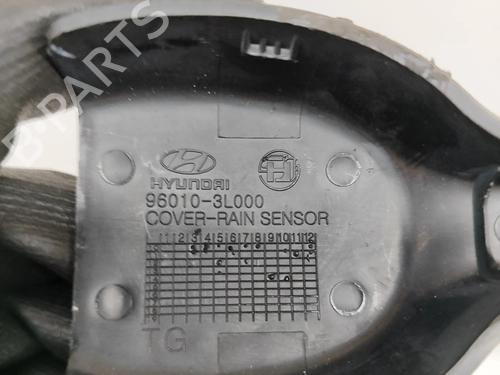 B-PARTS
HYUNDAI
96010-3L000
COVER-RAIN SENSOR
1 2 3 4 5 6 7 8 9 10 11 12
TG